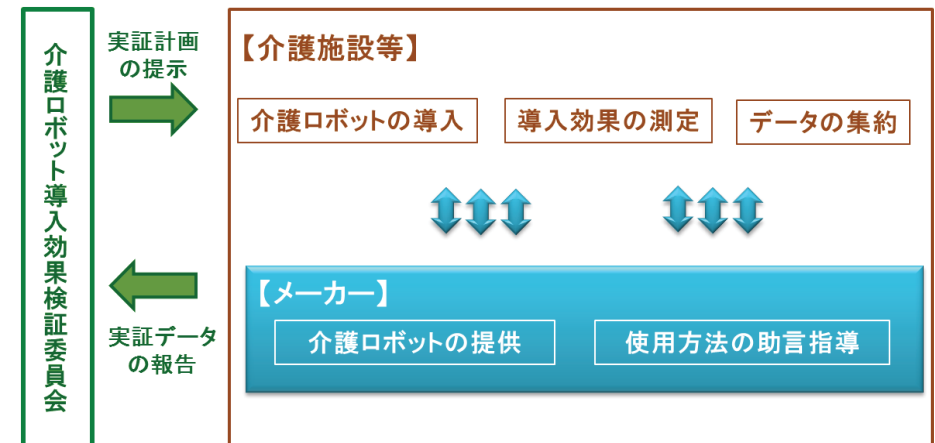 介護ロボット導入効果検証委員会
実証計画
の提示
実証データ
の報告
【介護施設等】
介護ロボットの導入
導入効果の測定
データの集約
【メーカー】
介護ロボットの提供
使用方法の助言指導